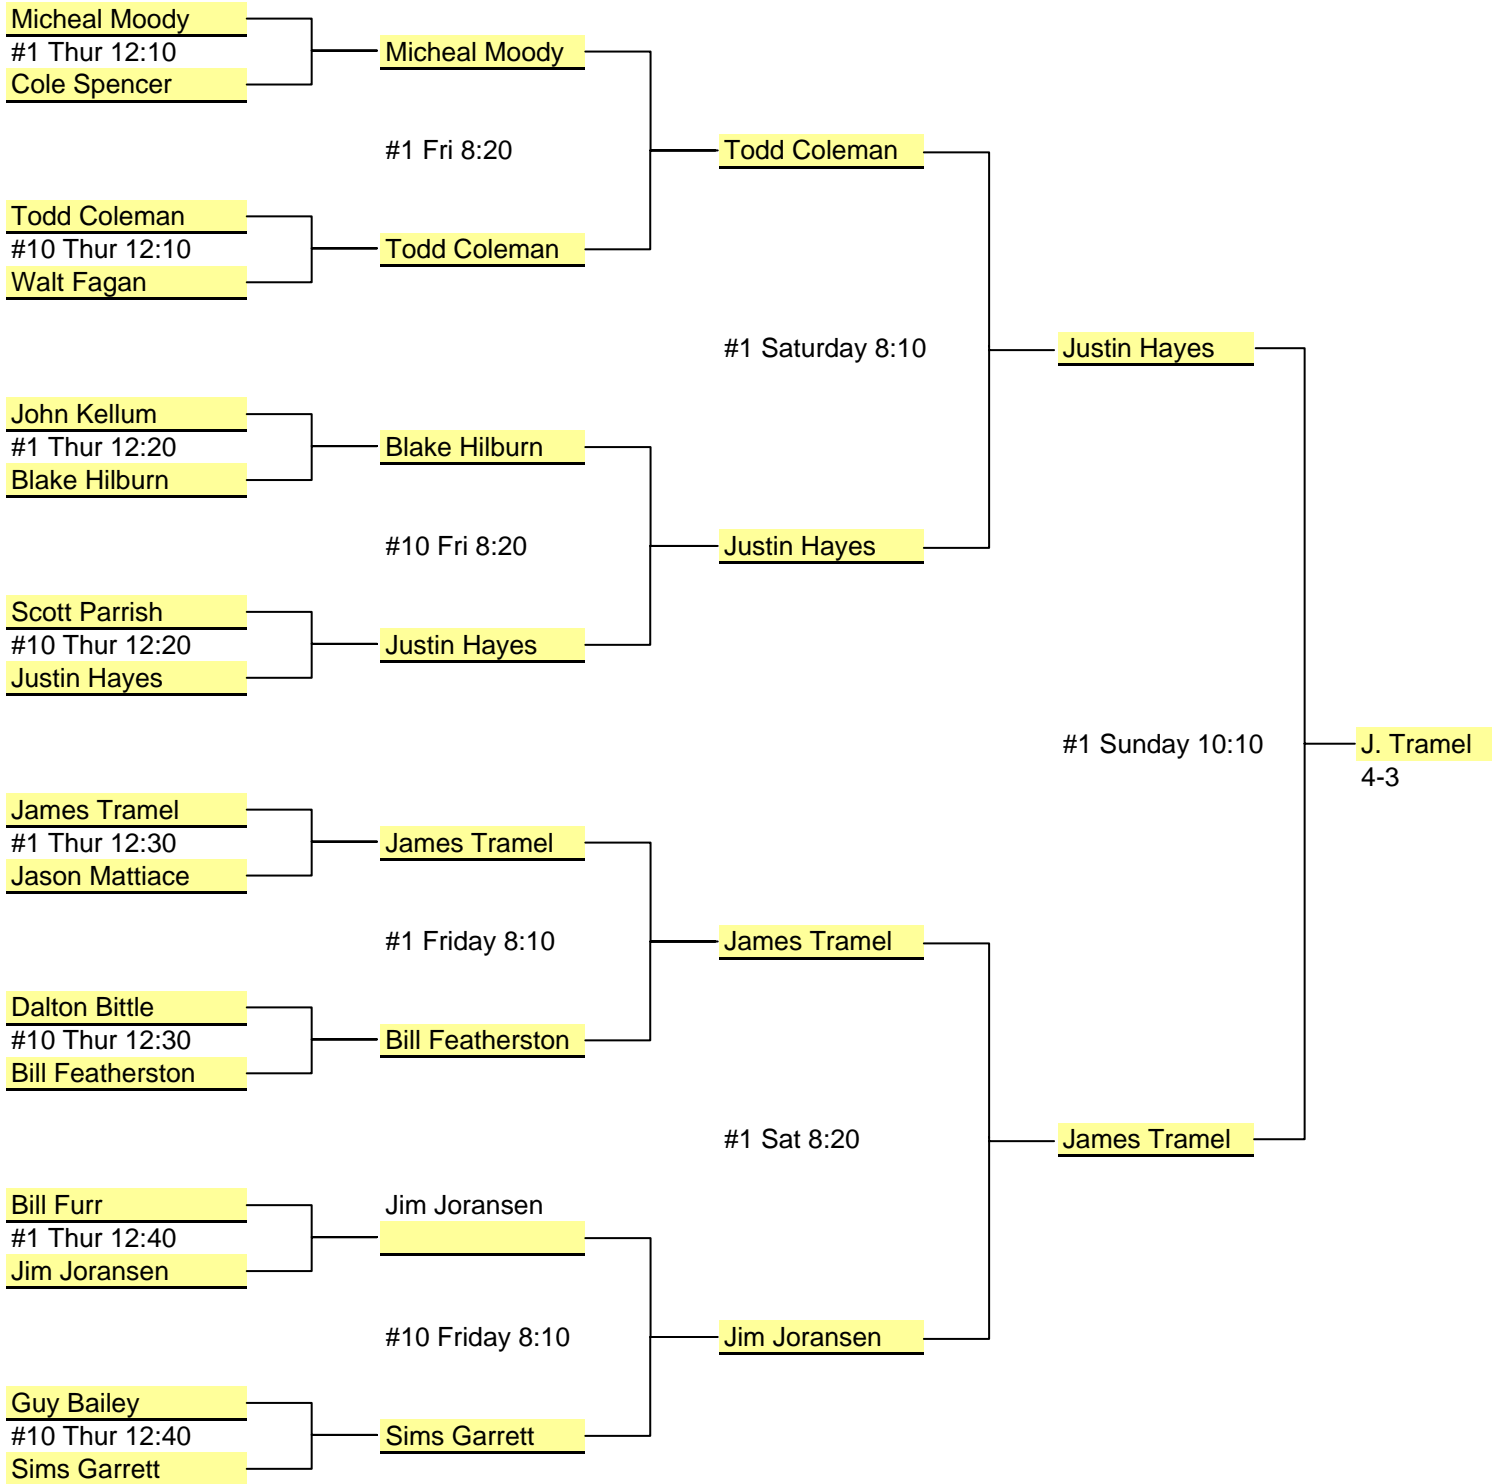 Micheal Moody
#1 Thur 12:10
Cole Spencer
Todd Coleman
#10 Thur 12:10
Walt Fagan
John Kellum
#1 Thur 12:20
Blake Hilburn
Scott Parrish
#10 Thur 12:20
Justin Hayes
James Tramel
#1 Thur 12:30
Jason Mattiace
Dalton Bittle
#10 Thur 12:30
Bill Featherston
Bill Furr
#1 Thur 12:40
Jim Joransen
Guy Bailey
#10 Thur 12:40
Sims Garrett
Micheal Moody
#1 Fri 8:20
Todd Coleman
Blake Hilburn
#10 Fri 8:20
Justin Hayes
James Tramel
#1 Friday 8:10
Bill Featherston
Jim Joransen
#10 Friday 8:10
Sims Garrett
Todd Coleman
#1 Saturday 8:10
Justin Hayes
James Tramel
#1 Sat 8:20
Jim Joransen
Justin Hayes
#1 Sunday 10:10
James Tramel
J. Tramel
4-3